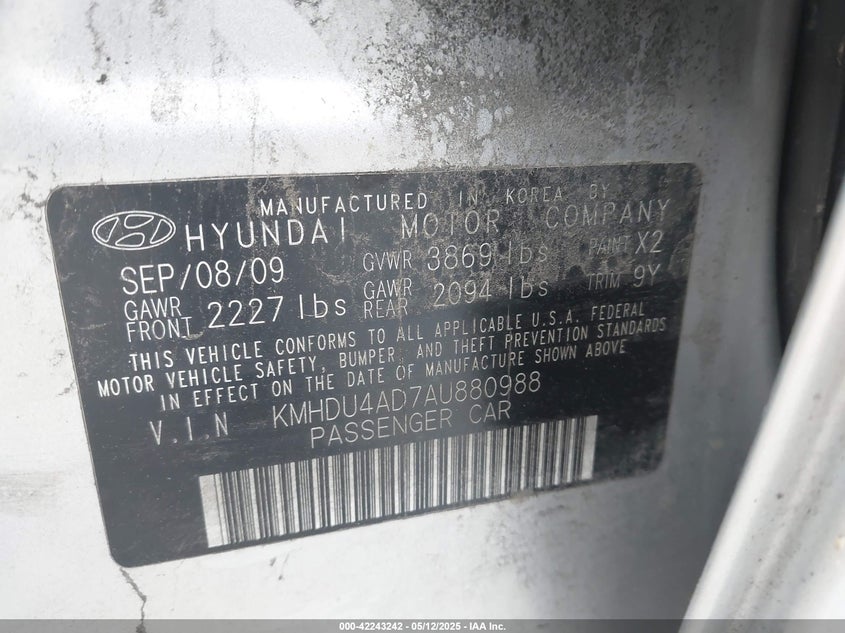 MANUFACTURED IN KOREA BY
HYUNDAI MOTOR COMPANY
SEP/08/09 GVWR 3869 lbs PAINT X2
GAWR FRONT 2227 lbs GAWR REAR 2094 lbs TRIM 9Y
THIS VEHICLE CONFORMS TO ALL APPLICABLE U.S.A. FEDERAL
MOTOR VEHICLE SAFETY, BUMPER, AND THEFT PREVENTION STANDARDS
IN EFFECT ON THE DATE OF MANUFACTURE SHOWN ABOVE
V.I.N KMHDU4AD7AU880988
PASSENGER CAR
000-42243242 - 05/12/2025 - IAA Inc.